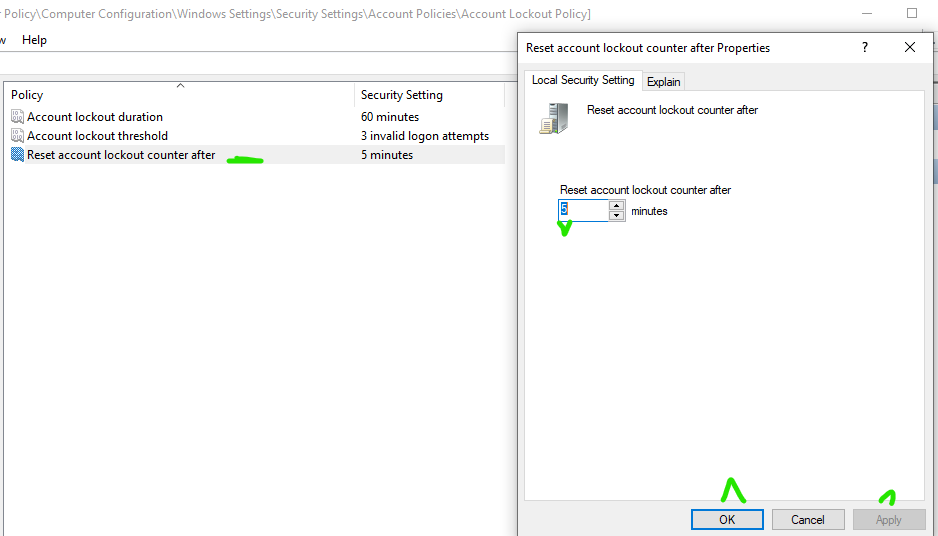 r Policy\Computer Configuration\Windows Settings\Security Settings\Account Policies\Account Lockout Policy]
w Help
Policy Security Setting
Account lockout duration 60 minutes
Account lockout threshold 3 invalid logon attempts
Reset account lockout counter after 5 minutes
Reset account lockout counter after Properties ?
Local Security Setting Explain
Reset account lockout counter after
Reset account lockout counter after
5 minutes
OK Cancel Apply